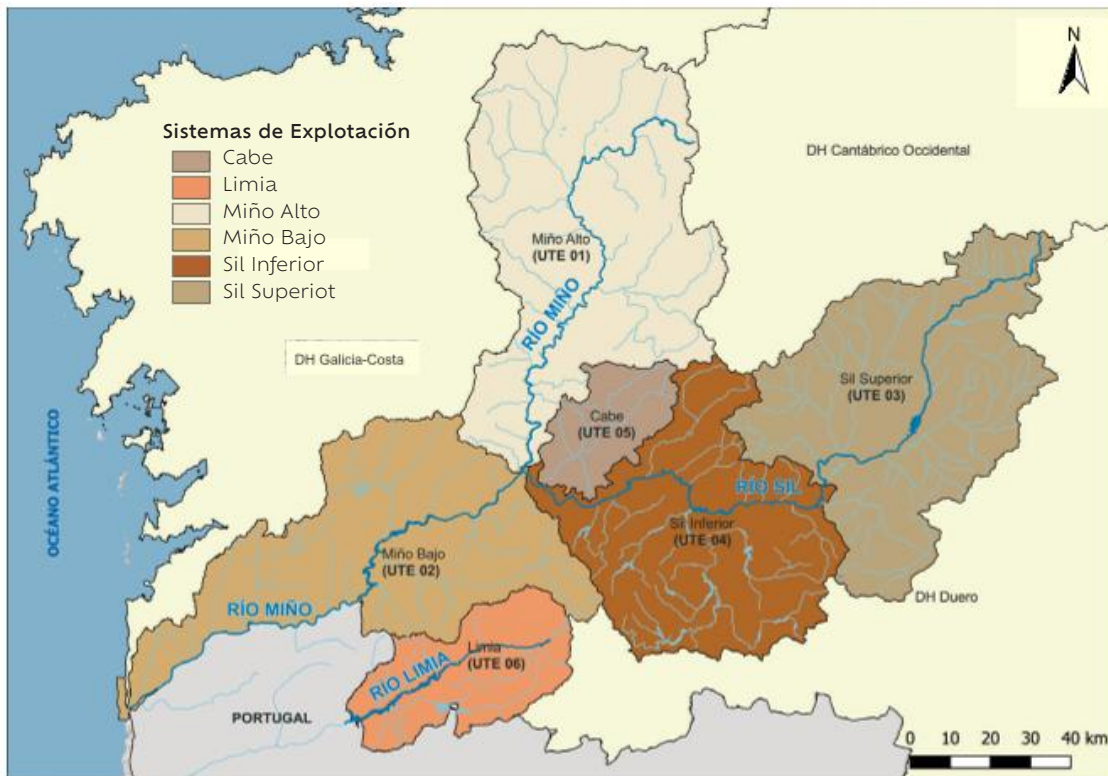 N
Sistemas de Explotación
Cabe
Limia
Miño Alto
Miño Bajo
Sil Inferior
Sil Superiot
DH Cantábrico Occidental
Miño Alto
(UTE 01)
RÍO MIÑO
DH Galicia-Costa
Sil Superior
(UTE 03)
Cabe
(UTE 05)
OCÉANO ATLÁNTICO
RÍO SIL
Sil Inferior
(UTE 04)
Miño Bajo
(UTE 02)
DH Duero
RÍO MIÑO
Limia
(UTE 06)
RÍO LIMIA
PORTUGAL
0 10 20 30 40 km